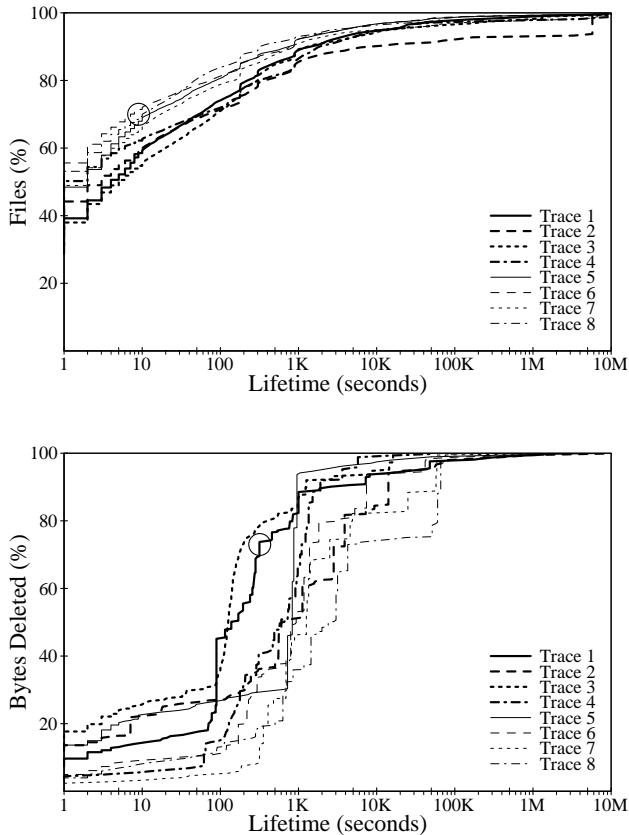 Files (%)
100
80
60
40
20
Trace 1
Trace 2
Trace 3
Trace 4
Trace 5
Trace 6
Trace 7
Trace 8
1 10 100 1K 10K 100K 1M 10M
Lifetime (seconds)
Bytes Deleted (%)
100
80
60
40
20
Trace 1
Trace 2
Trace 3
Trace 4
Trace 5
Trace 6
Trace 7
Trace 8
1 10 100 1K 10K 100K 1M 10M
Lifetime (seconds)